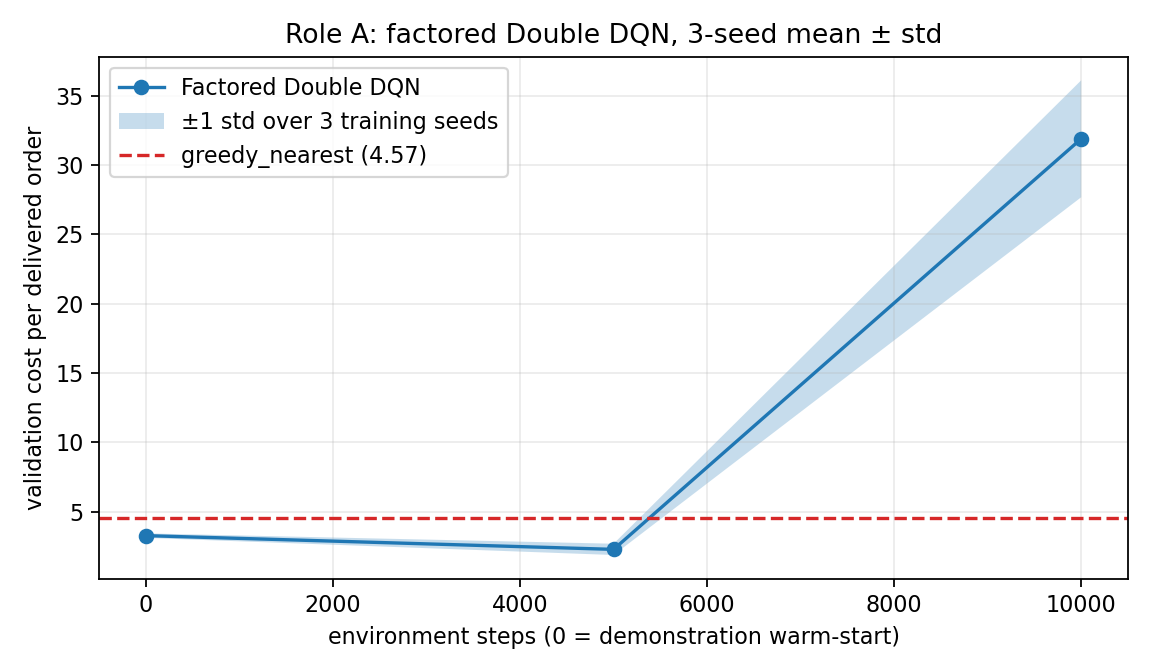 Role A: factored Double DQN, 3-seed mean ± std
Factored Double DQN
±1 std over 3 training seeds
greedy_nearest (4.57)
validation cost per delivered order
35
30
25
20
15
10
5
0 2000 4000 6000 8000 10000
environment steps (0 = demonstration warm-start)